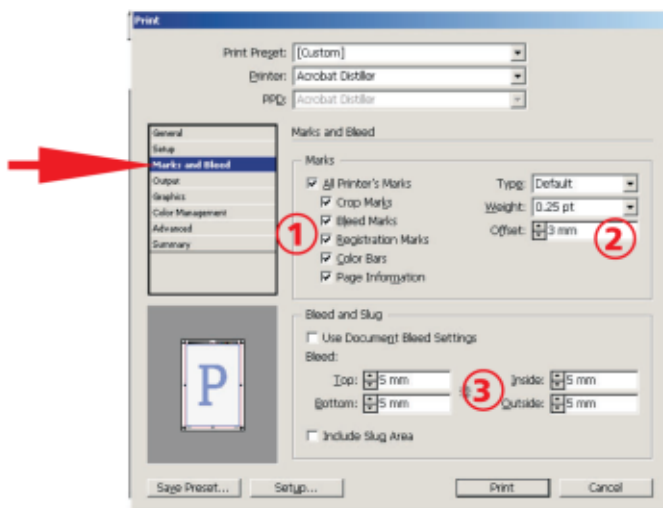 Print
Print Preset: [Custom]
Printer: Acrobat Distiller
PPD: Acrobat Distiller
General
Setup
Marks and Bleed
Output
Graphics
Color Management
Advanced
Summary
Marks and Bleed
Marks
All Printer's Marks
Crop Marks
Bleed Marks
Registration Marks
Color Bars
Page Information
1
Type: Default
Weight: 0.25 pt
Offset: 3 mm 2
P
Bleed and Slug
Use Document Bleed Settings
Bleed:
Top: 5 mm 3 Inside: 5 mm
Bottom: 5 mm Outside: 5 mm
Include Slug Area
Save Preset... Setup... Print Cancel